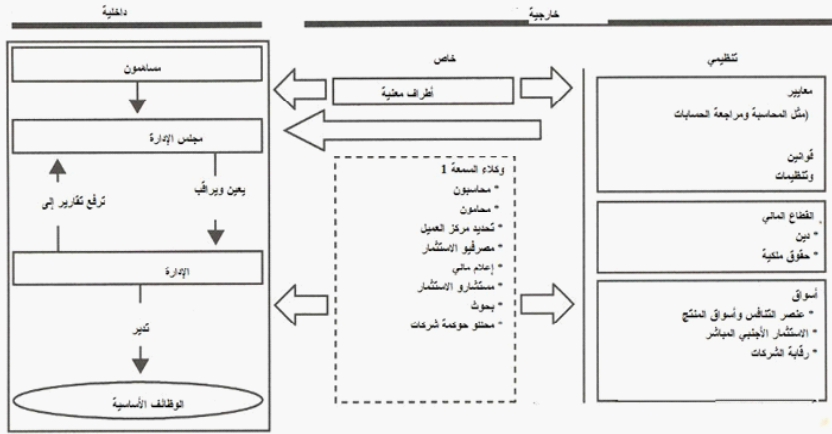 خارجية
داخلية
تنظيمي
خاص
معايير
(مثل المحاسبة ومراجعة الحسابات
قوانين
وتنظيمات
القطاع المالي
* دين
* حقوق ملكية
أسواق
* عنصر التنافس وأسواق المنتج
* الاستثمار الأجنبي المباشر
* رقابة الشركات
أطراف معنية
وكلاء السمعة 1
* محاسبون
* محامون
* تحديد مركز العميل
* مصرفيو الاستثمار
* إعلام مالي
* مستشارو الاستثمار
* بحوث
* محللو حوكمة شركات
مساهمون
مجلس الإدارة
يعين ويراقب
ترفع تقارير إلى
الإدارة
تدير
الوظائف الأساسية